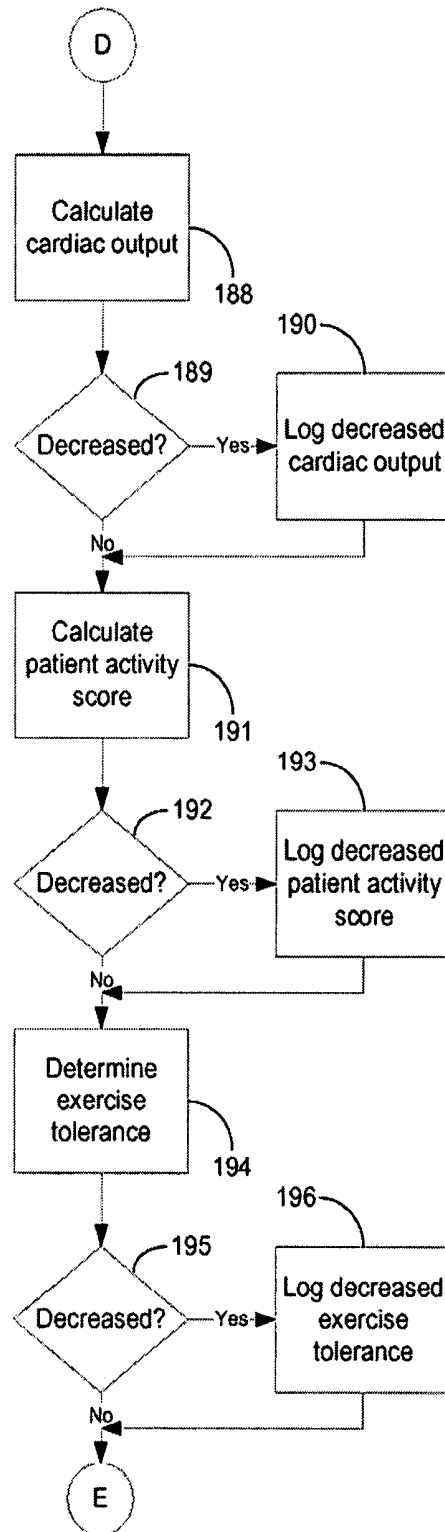 D
Calculate
cardiac output
188
189
190
Decreased?
Yes
Log decreased
cardiac output
No
Calculate
patient activity
score
191
192
193
Decreased?
Yes
Log decreased
patient activity
score
No
Determine
exercise
tolerance
194
195
196
Decreased?
Yes
Log decreased
exercise
tolerance
No
E